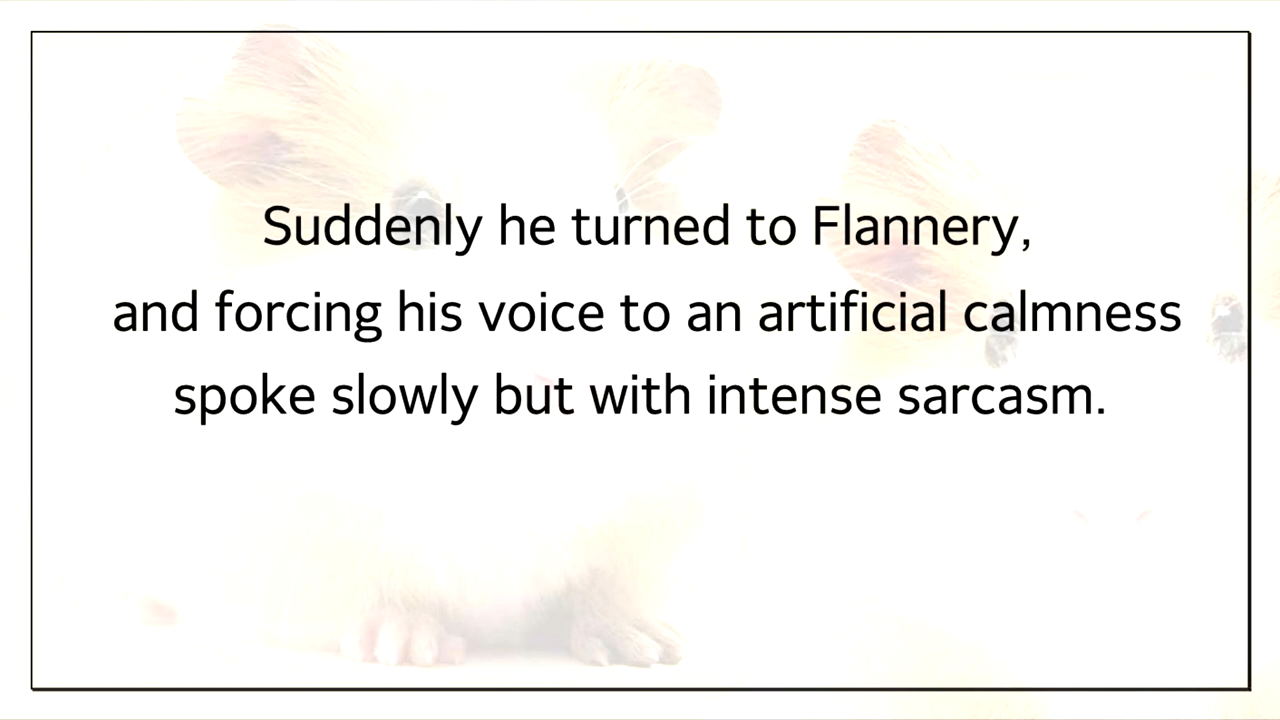 Suddenly he turned to Flannery,
and forcing his voice to an artificial calmness
spoke slowly but with intense sarcasm.